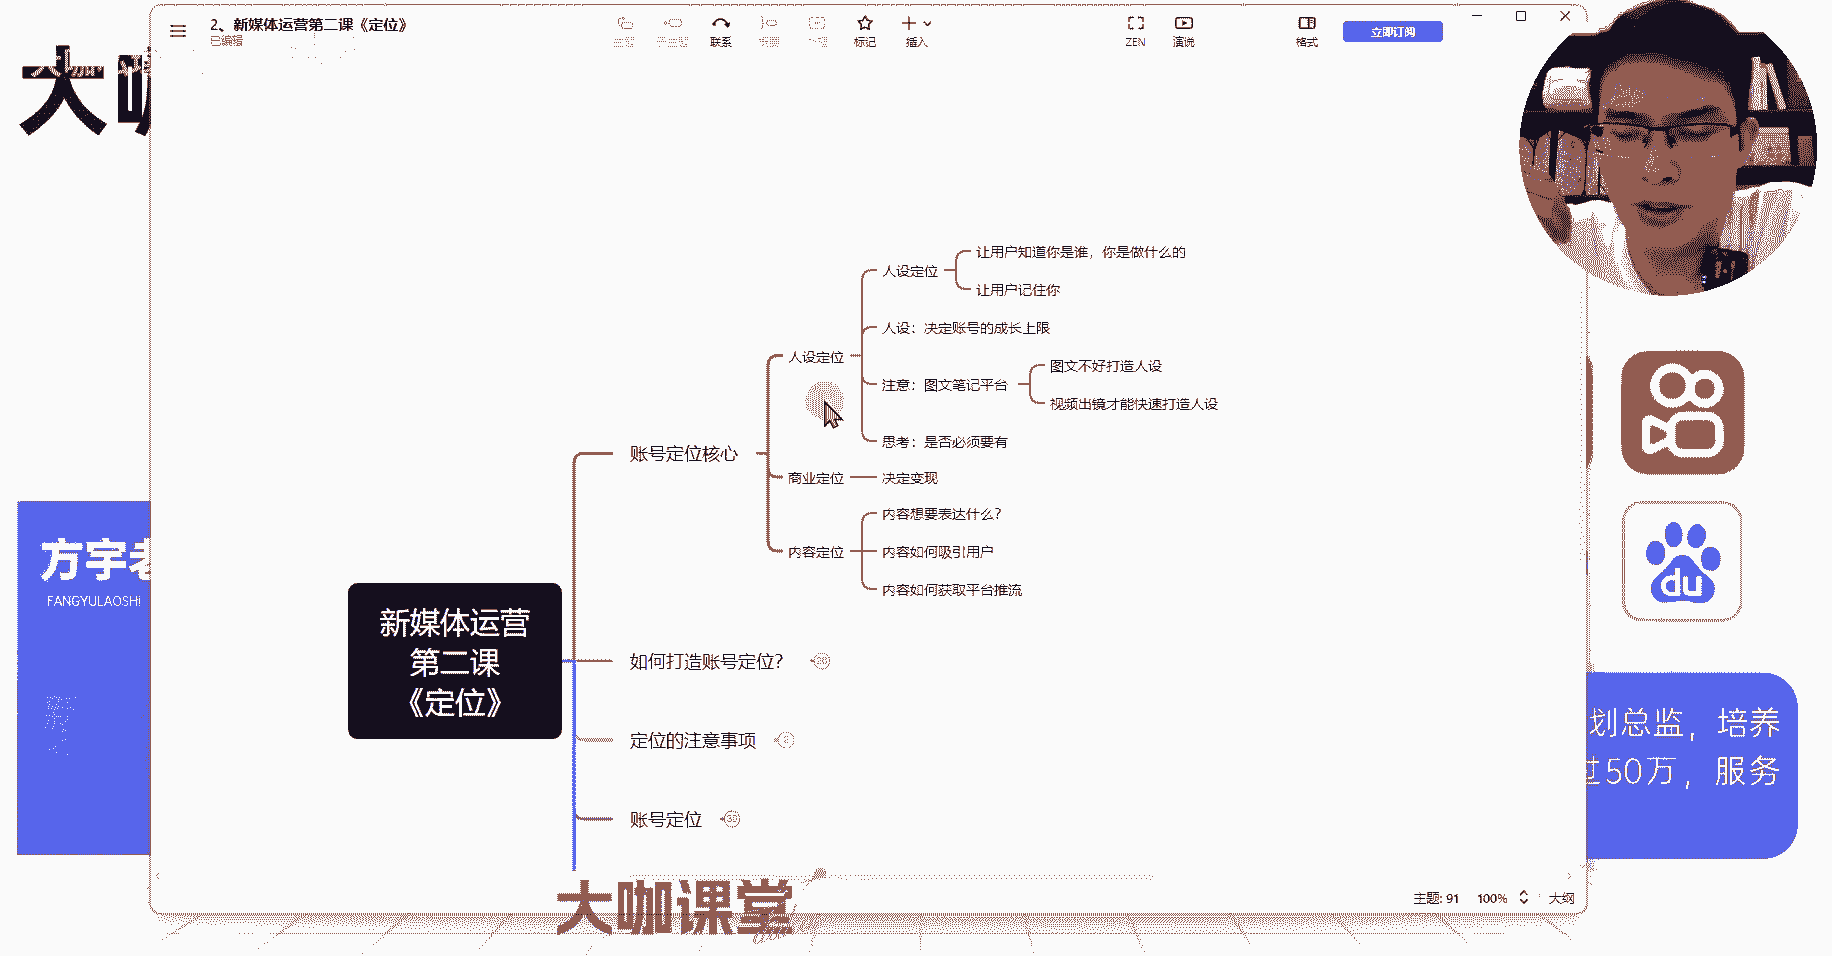 2、新媒体运营第二课《定位》
已编辑
联系
标记
插入
ZEN
演说
格式
立即订阅
大咖
让用户知道你是谁，你是做什么的
人设定位
让用户记住你
人设：决定账号的成长上限
人设定位
图文不好打造人设
注意：图文笔记平台
视频出镜才能快速打造人设
思考：是否必须要有
账号定位核心
商业定位
决定变现
内容想要表达什么？
内容定位
内容如何吸引用户
内容如何获取平台推流
方宇老
FANGYULAOSHI
du
新媒体运营
第二课
《定位》
如何打造账号定位？
定位的注意事项
账号定位
划总监，培养
过50万，服务
主题: 91
100%
大纲
大咖课堂